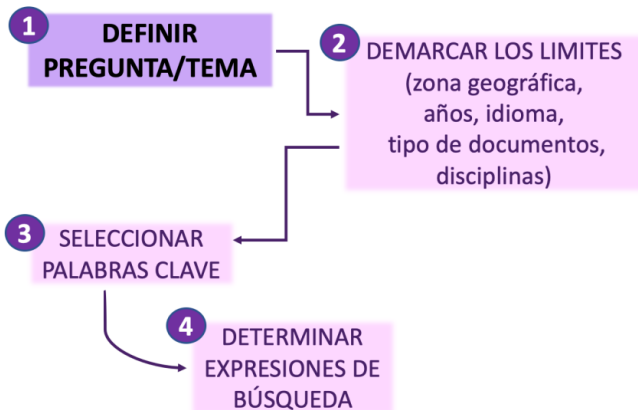 1
DEFINIR
PREGUNTA/TEMA
2
DEMARCAR LOS LIMITES
(zona geográfica,
años, idioma,
tipo de documentos,
disciplinas)
3
SELECCIONAR
PALABRAS CLAVE
4
DETERMINAR
EXPRESIONES DE
BÚSQUEDA